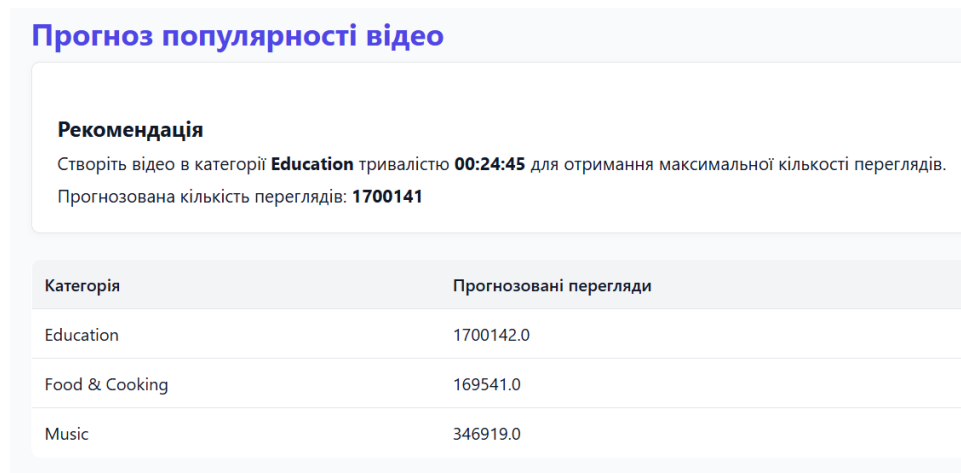 Прогноз популярності відео
Рекомендація
Створіть відео в категорії Education тривалістю 00:24:45 для отримання максимальної кількості переглядів.
Прогнозована кількість переглядів: 1700141
Категорія Прогнозовані перегляди
Education 1700142.0
Food & Cooking 169541.0
Music 346919.0